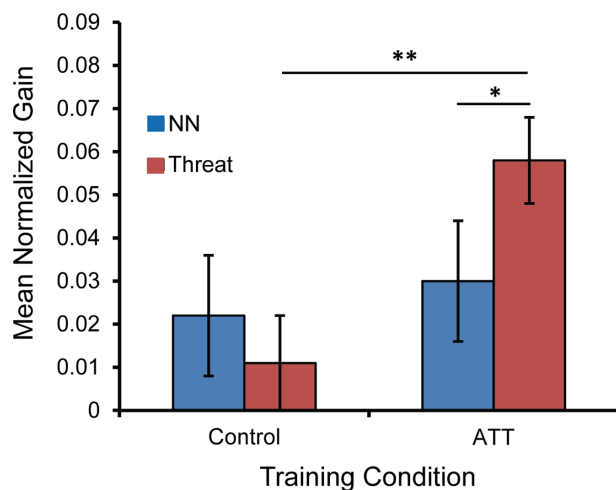 0.09
0.08
0.07
0.06
0.05
0.04
0.03
0.02
0.01
0
Mean Normalized Gain
NN
Threat
**
*
Control
ATT
Training Condition